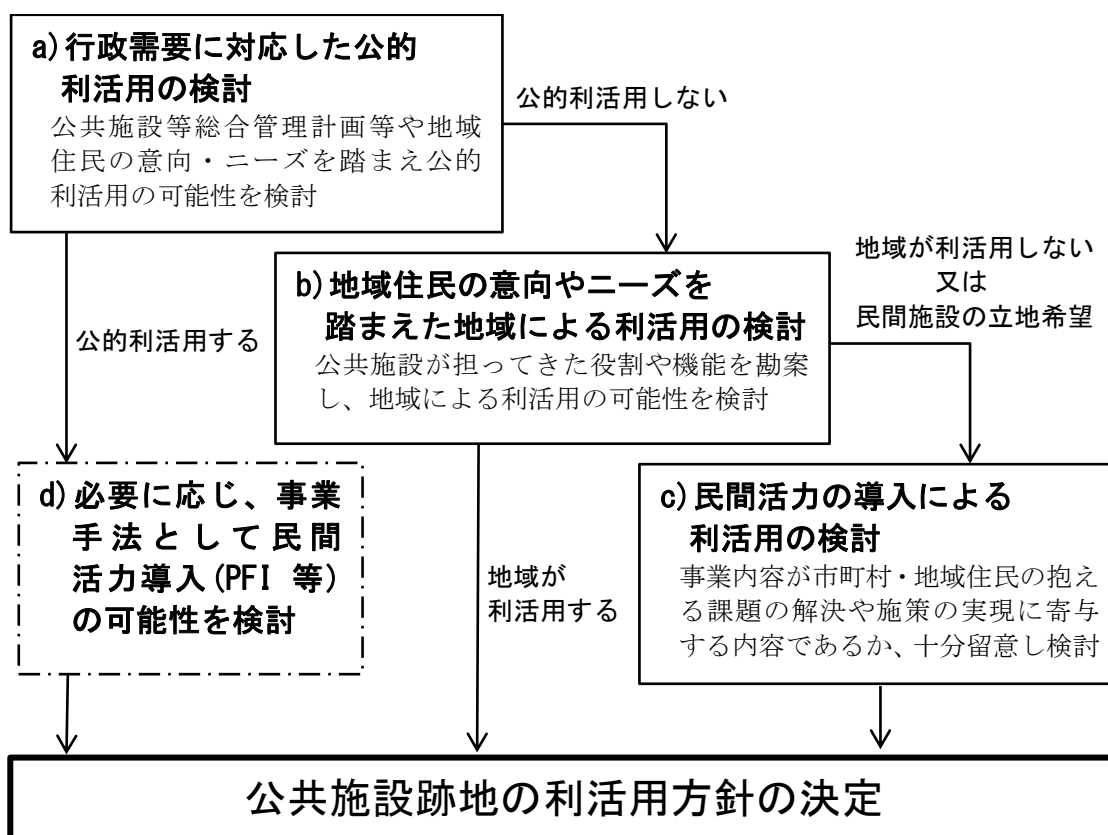 a)行政需要に対応した公的
利活用の検討
公共施設等総合管理計画等や地域
住民の意向・ニーズを踏まえ公的
利活用の可能性を検討
公的利活用しない
公的利活用する
b)地域住民の意向やニーズを
踏まえた地域による利活用の検討
公共施設が担ってきた役割や機能を勘案
し、地域による利活用の可能性を検討
地域が利活用しない
又は
民間施設の立地希望
d)必要に応じ、事業
手法として民間
活力導入(PFI 等)
の可能性を検討
地域が
利活用する
c)民間活力の導入による
利活用の検討
事業内容が市町村・地域住民の抱え
る課題の解決や施策の実現に寄与
する内容であるか、十分留意し検討
公共施設跡地の利活用方針の決定